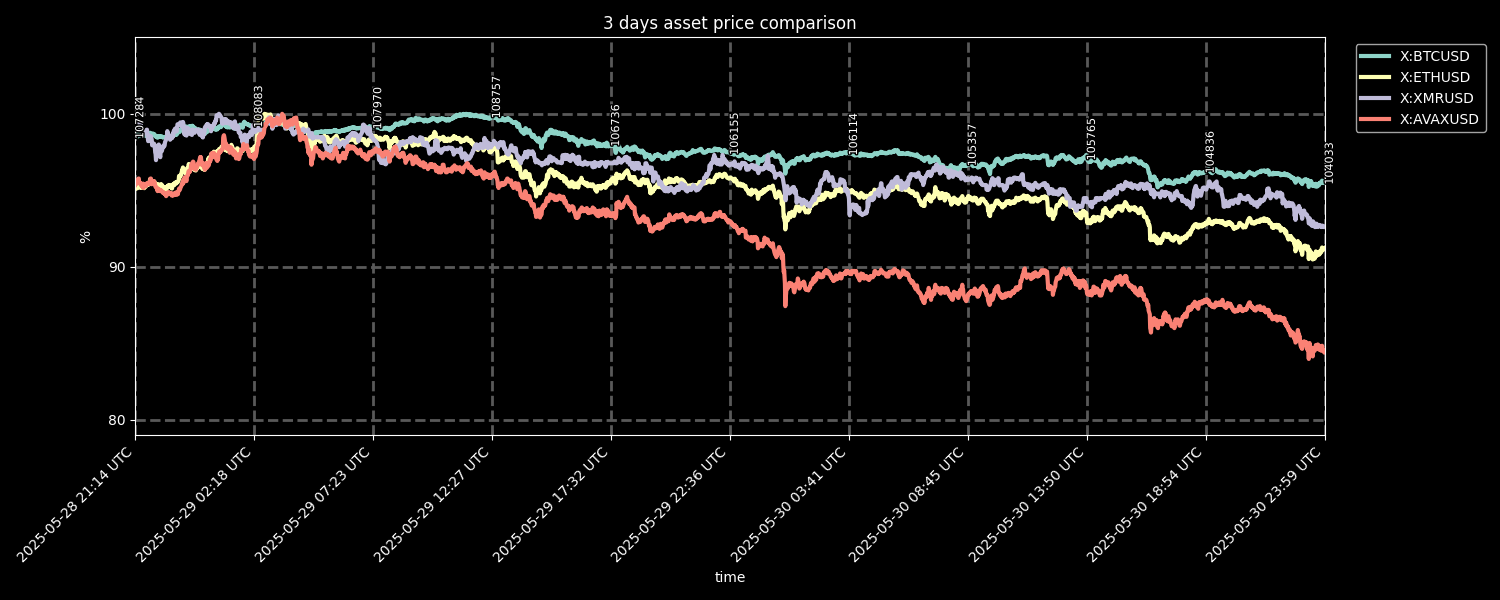 3 days asset price comparison
X:BTCUSD
X:ETHUSD
X:XMRUSD
X:AVAXUSD
%
100
90
80
107284
108083
107970
108757
106736
106155
106114
105357
105765
104836
104033
2025-05-28 21:14 UTC
2025-05-29 02:18 UTC
2025-05-29 07:23 UTC
2025-05-29 12:27 UTC
2025-05-29 17:32 UTC
2025-05-29 22:36 UTC
2025-05-30 03:41 UTC
2025-05-30 08:45 UTC
2025-05-30 13:50 UTC
2025-05-30 18:54 UTC
2025-05-30 23:59 UTC
time